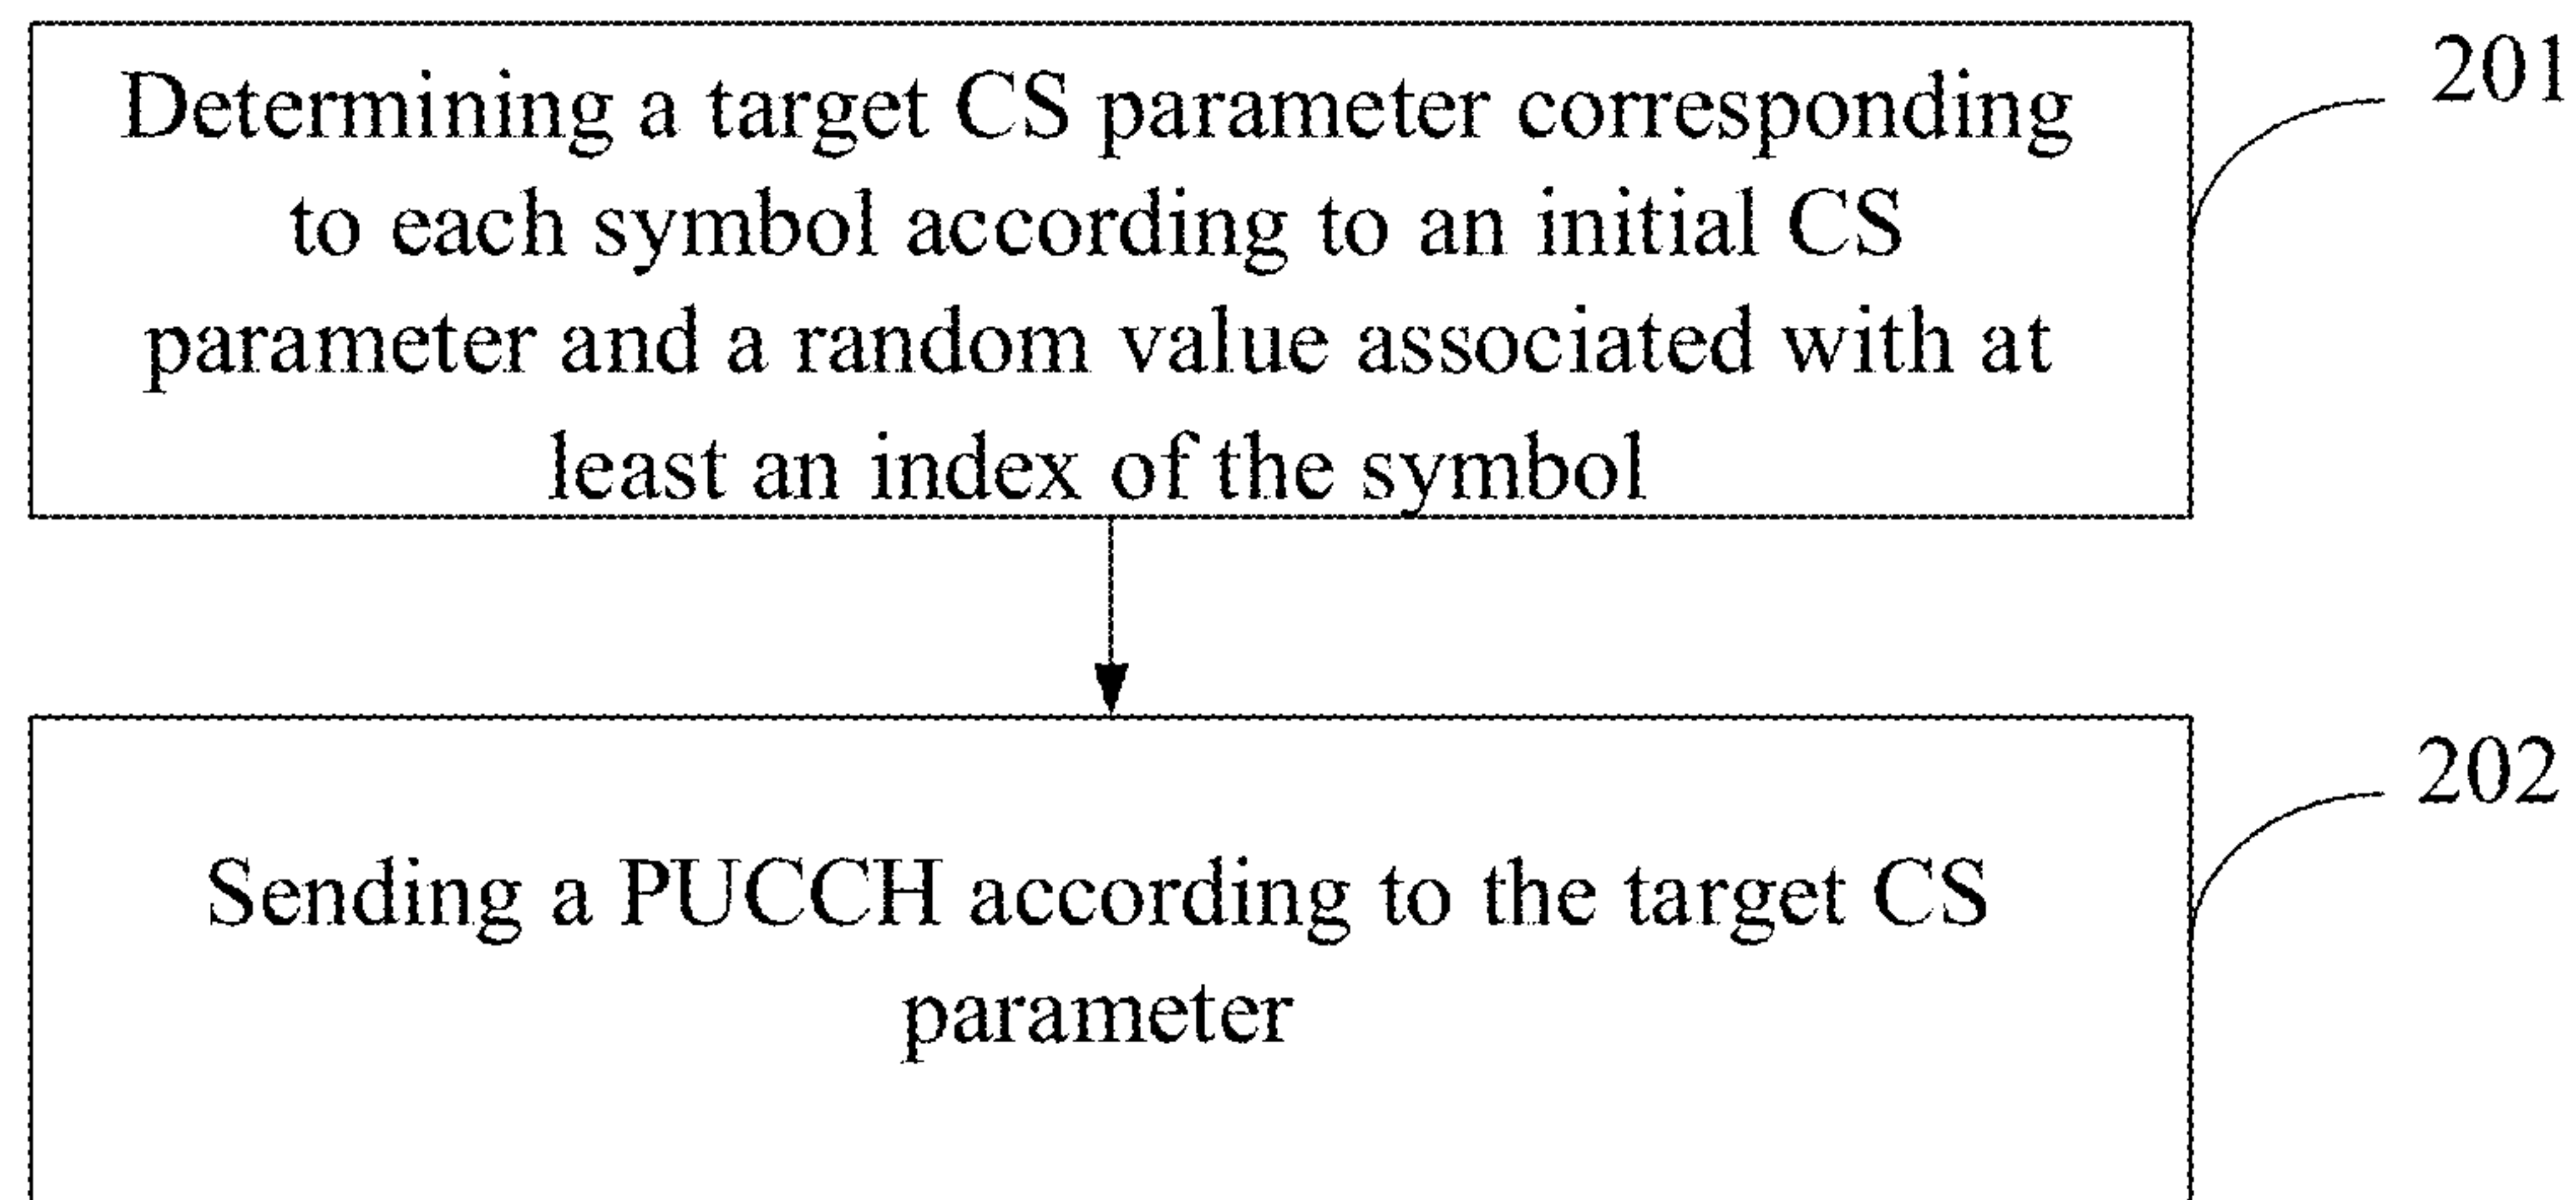 Determining a target CS parameter corresponding
to each symbol according to an initial CS
parameter and a random value associated with at
least an index of the symbol
201
Sending a PUCCH according to the target CS
parameter
202